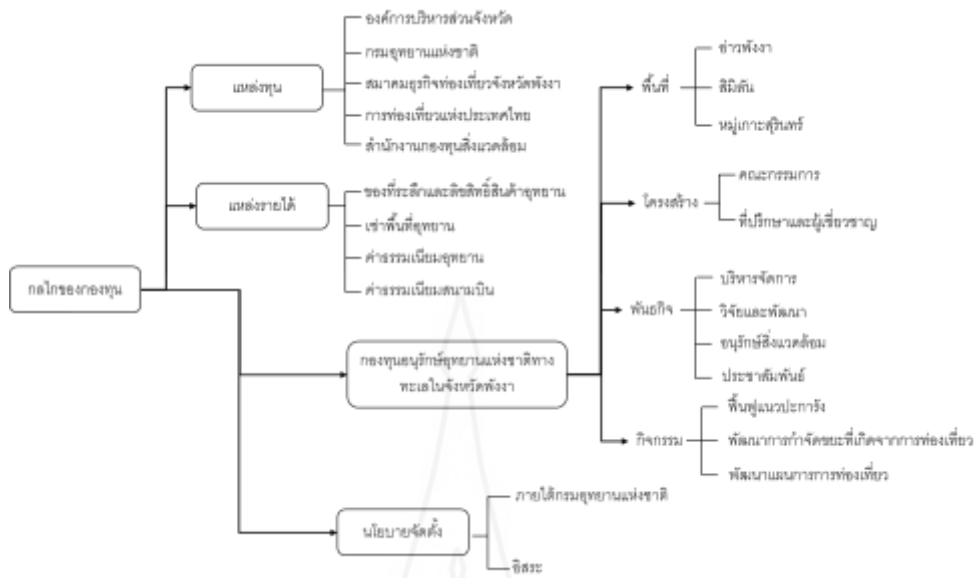 องค์การบริหารส่วนจังหวัด
กรมอุทยานแห่งชาติ
แหล่งทุน
สมาคมธุรกิจท่องเที่ยวจังหวัดพังงา
การท่องเที่ยวแห่งประเทศไทย
สำนักงานกองทุนสิ่งแวดล้อม
ของที่ระลึกและลิขสิทธิ์สินค้าอุทยาน
แหล่งรายได้
เช่าพื้นที่อุทยาน
ค่าธรรมเนียมอุทยาน
ค่าธรรมเนียมสนามบิน
กลไกของกองทุน
กองทุนอนุรักษ์อุทยานแห่งชาติทาง
ทะเลในจังหวัดพังงา
อ่าวพังงา
พื้นที่
สิมิลัน
หมู่เกาะสุรินทร์
คณะกรรมการ
โครงสร้าง
ที่ปรึกษาและผู้เชี่ยวชาญ
บริหารจัดการ
พันธกิจ
วิจัยและพัฒนา
อนุรักษ์สิ่งแวดล้อม
ประชาสัมพันธ์
ฟื้นฟูแนวปะการัง
กิจกรรม
พัฒนาการกำจัดขยะที่เกิดจากการท่องเที่ยว
พัฒนาแผนการการท่องเที่ยว
ภายใต้กรมอุทยานแห่งชาติ
นโยบายจัดตั้ง
อิสระ